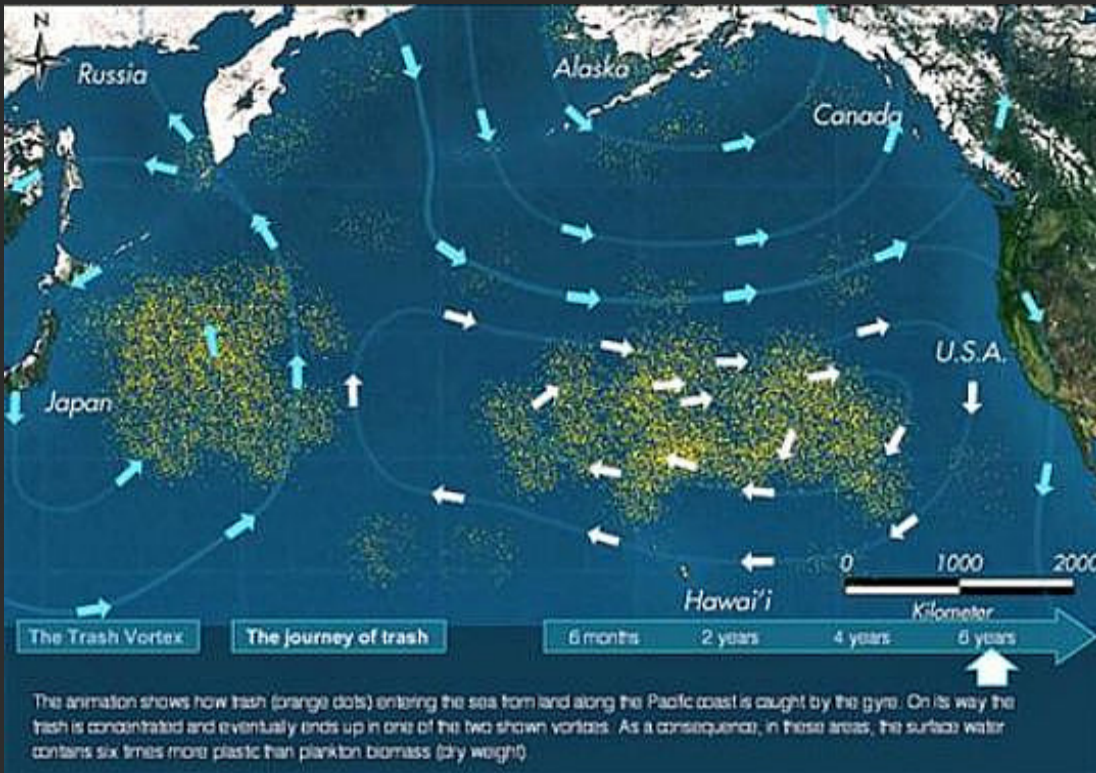 N
Russia
Alaska
Canada
U.S.A.
Japan
0 1000 2000
Hawai'i
Kilometer
The Trash Vortex
The journey of trash
6 months 2 years 4 years 6 years
The animation shows how trash (orange dots) entering the sea from land along the Pacific coast is caught by the gyre. On its way the
trash is concentrated and eventually ends up in one of the two shown vortices. As a consequence, in these areas, the surface water
contains six times more plastic than plankton biomass (dry weight)